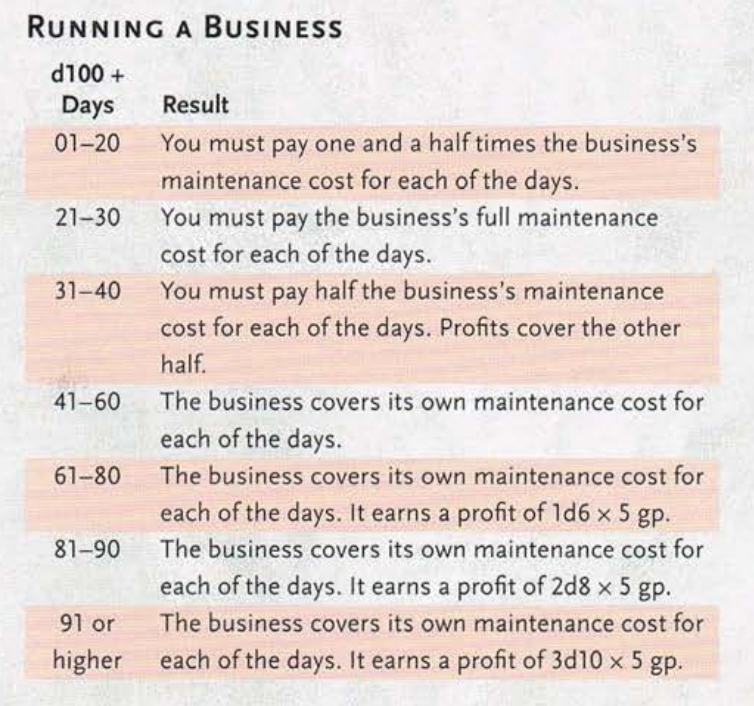 RUNNING A BUSINESS
d100 +
Days Result
01–20 You must pay one and a half times the business's
maintenance cost for each of the days.
21–30 You must pay the business's full maintenance
cost for each of the days.
31–40 You must pay half the business's maintenance
cost for each of the days. Profits cover the other
half.
41–60 The business covers its own maintenance cost for
each of the days.
61–80 The business covers its own maintenance cost for
each of the days. It earns a profit of 1d6 × 5 gp.
81–90 The business covers its own maintenance cost for
each of the days. It earns a profit of 2d8 × 5 gp.
91 or The business covers its own maintenance cost for
higher each of the days. It earns a profit of 3d10 × 5 gp.